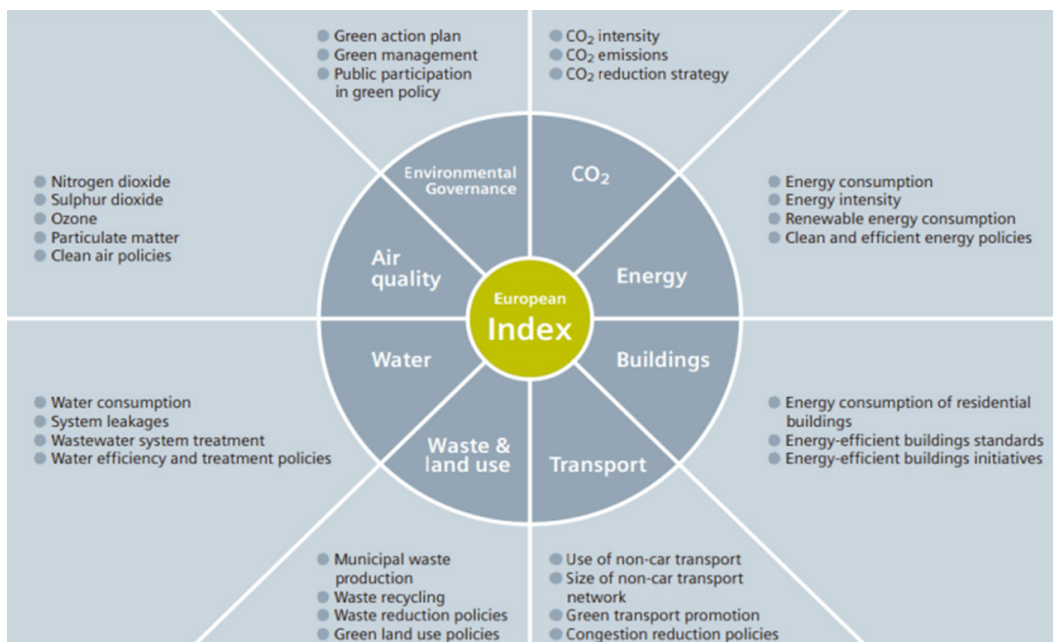 Green action plan
Green management
Public participation
in green policy
CO₂ intensity
CO₂ emissions
CO₂ reduction strategy
Environmental
Governance
CO₂
Nitrogen dioxide
Sulphur dioxide
Ozone
Particulate matter
Clean air policies
Air
quality
Energy
Energy consumption
Energy intensity
Renewable energy consumption
Clean and efficient energy policies
European
Index
Water
Buildings
Water consumption
System leakages
Wastewater system treatment
Water efficiency and treatment policies
Waste &
land use
Transport
Energy consumption of residential
buildings
Energy-efficient buildings standards
Energy-efficient buildings initiatives
Municipal waste
production
Waste recycling
Waste reduction policies
Green land use policies
Use of non-car transport
Size of non-car transport
network
Green transport promotion
Congestion reduction policies